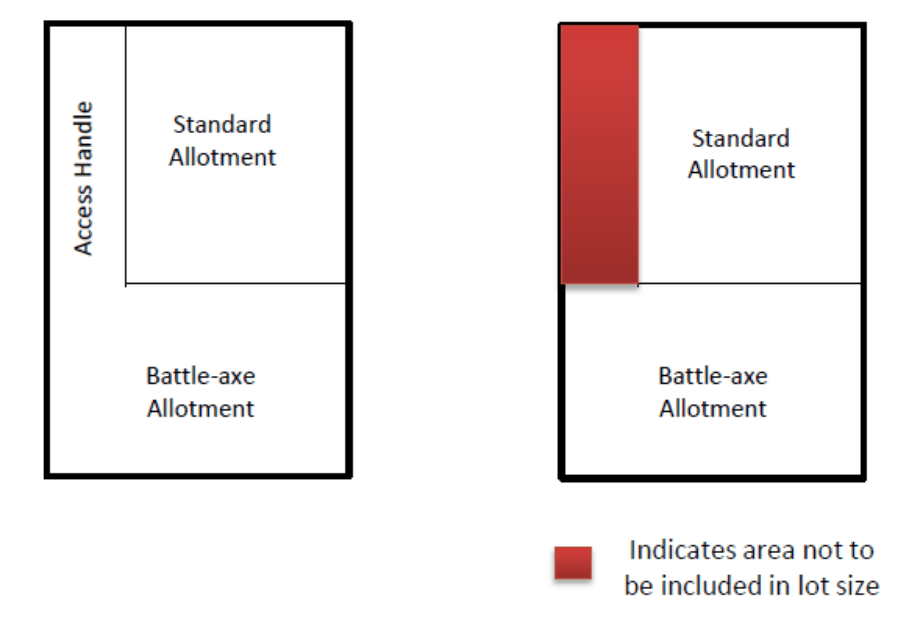 Access Handle
Standard
Allotment
Battle-axe
Allotment
Standard
Allotment
Battle-axe
Allotment
Indicates area not to
be included in lot size